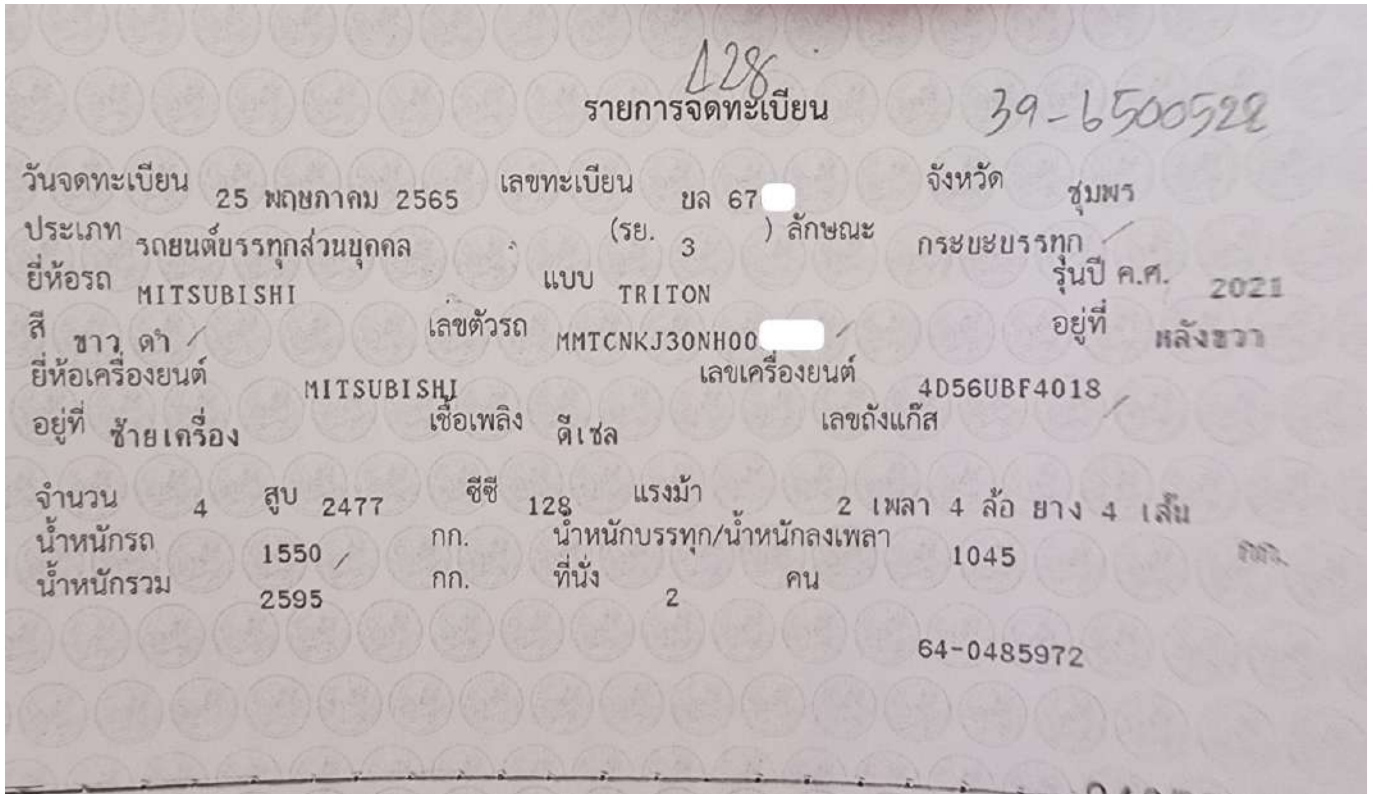 128
รายการจดทะเบียน
39-6500528
วันจดทะเบียน 25 พฤษภาคม 2565 เลขทะเบียน ยล 67 จังหวัด ชุมพร
ประเภท รถยนต์บรรทุกส่วนบุคคล (รย. 3 ) ลักษณะ กระบะบรรทุก
ยี่ห้อรถ MITSUBISHI แบบ TRITON รุ่นปี ค.ศ. 2021
สี ขาว ดำ เลขตัวรถ MMTCNKJ30NH00 อยู่ที่ หลังขวา
ยี่ห้อเครื่องยนต์ MITSUBISHI เลขเครื่องยนต์ 4D56UBF4018
อยู่ที่ ซ้ายเครื่อง เชื้อเพลิง ดีเซล เลขถังแก๊ส
จำนวน 4 สูบ 2477 ซีซี 128 แรงม้า 2 เพลา 4 ล้อ ยาง 4 เส้น
น้ำหนักรถ 1550 กก. น้ำหนักบรรทุก/น้ำหนักลงเพลา 1045 กก.
น้ำหนักรวม 2595 กก. ที่นั่ง 2 คน
64-0485972